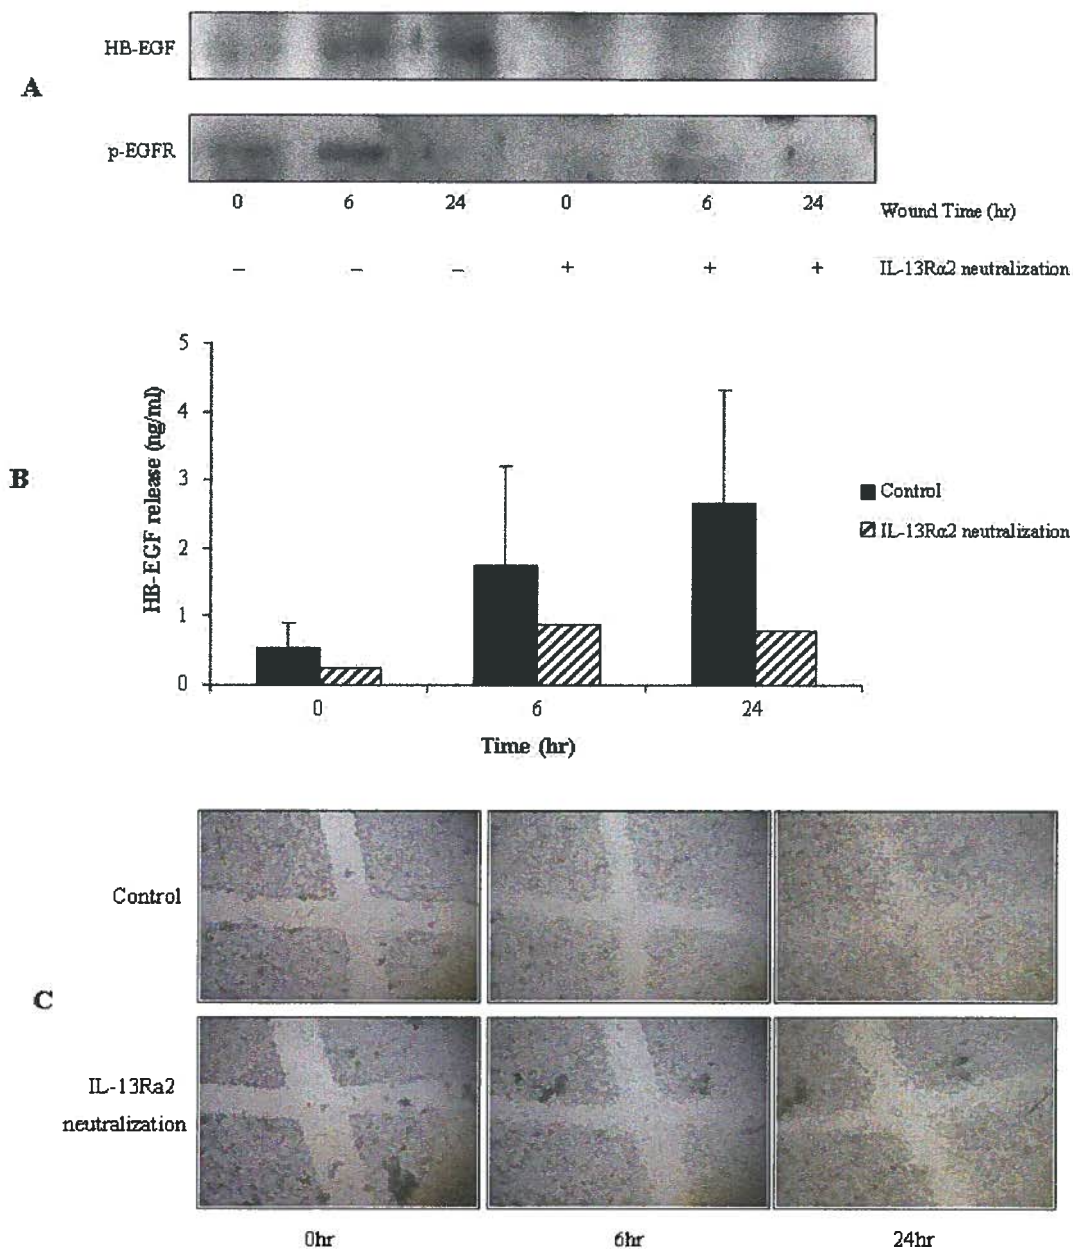 A
HB-EGF
p-EGFR
0 6 24 0 6 24 Wound Time (hr)
– – – + + + IL-13Rα2 neutralization
B
HB-EGF release (ng/ml)
5
4
3
2
1
0
0 6 24
Time (hr)
Control
IL-13Rα2 neutralization
C
Control
IL-13Ra2
neutralization
0hr 6hr 24hr